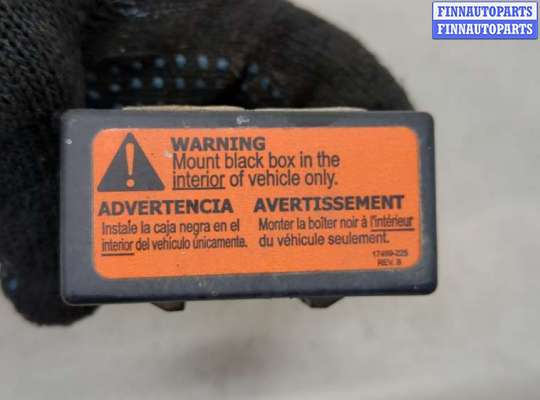 FINNAUTOPARTS
FINNAUTOPARTS
WARNING
Mount black box in the
interior of vehicle only.
ADVERTENCIA
Instale la caja negra en el
interior del vehículo únicamente.
AVERTISSEMENT
Monter la boîter noir à l'intérieur
du véhicule seulement.
17499-225
REV. B